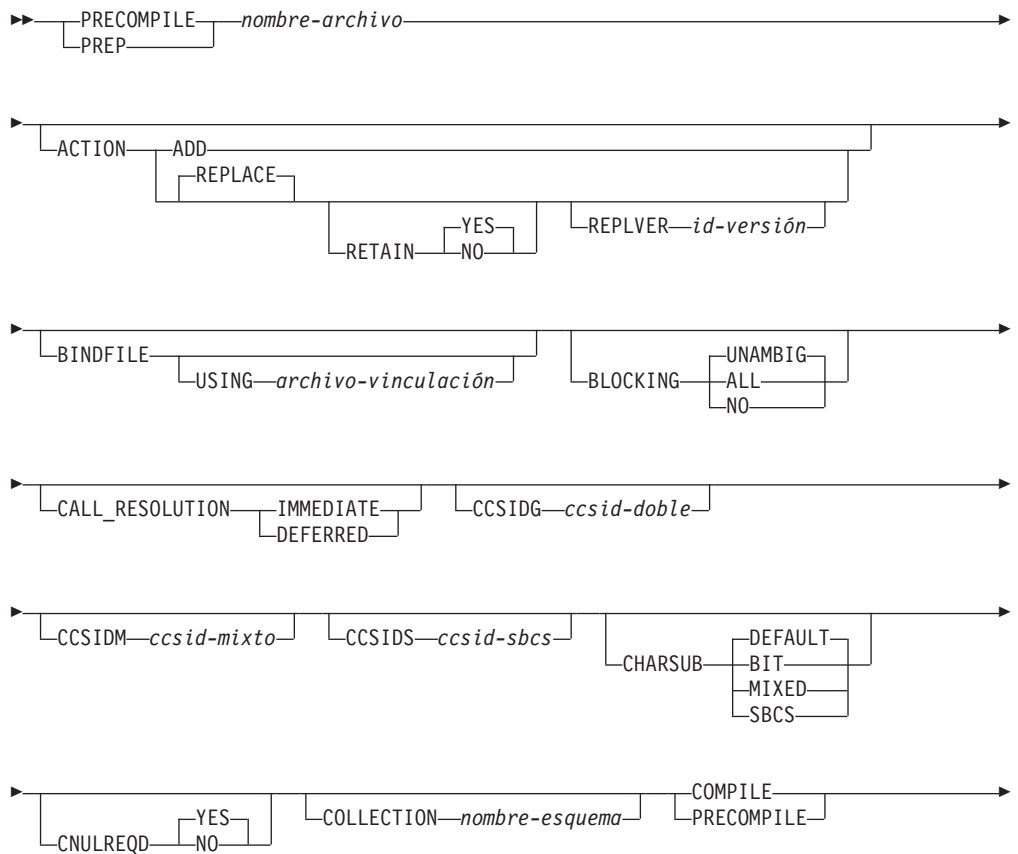 PRECOMPILE nombre-archivo
PREP
ACTION ADD
REPLACE
YES
RETAIN NO REPLVER id-versión
BINDFILE UNAMBIG
USING archivo-vinculación BLOCKING ALL
NO
CALL_RESOLUTION IMMEDIATE CCSIDG ccsid-doble
DEFERRED
CCSIDM ccsid-mixto CCSIDS ccsid-sbcs DEFAULT
CHARSUB BIT
MIXED
SBCS
COMPILE
YES COLLECTION nombre-esquema PRECOMPILE
CNULREQD NO